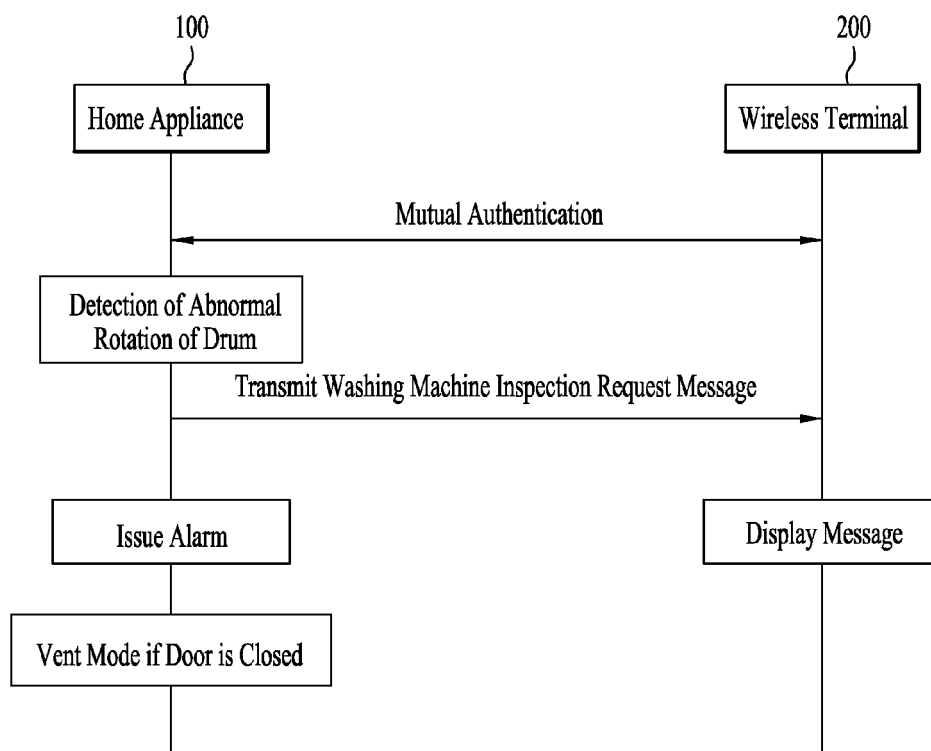 100
200
Home Appliance
Wireless Terminal
Mutual Authentication
Detection of Abnormal
Rotation of Drum
Transmit Washing Machine Inspection Request Message
Issue Alarm
Display Message
Vent Mode if Door is Closed